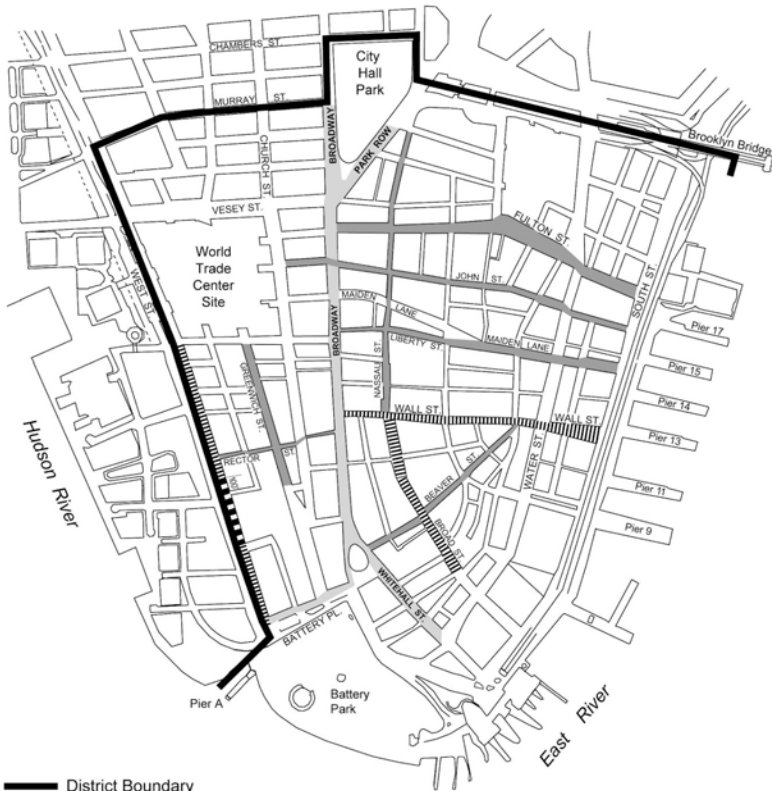 CHAMBERS ST.
City
Hall
Park
MURRAY ST.
BROADWAY
PARK ROW
CHURCH ST.
Brooklyn Bridge
VESEY ST.
FULTON ST.
World
Trade
Center
Site
WEST ST.
JOHN ST.
SOUTH ST.
MAIDEN LANE
Pier 17
BROADWAY
LIBERTY ST.
MAIDEN LANE
NASSAU ST.
Pier 15
GREENWICH ST.
Pier 14
WALL ST.
WALL ST.
Pier 13
Hudson River
RECTOR ST.
WATER ST.
BEAVER ST.
Pier 11
BROAD ST.
Pier 9
WHITEHALL ST.
BATTERY PL.
Pier A
Battery
Park
East River
District Boundary